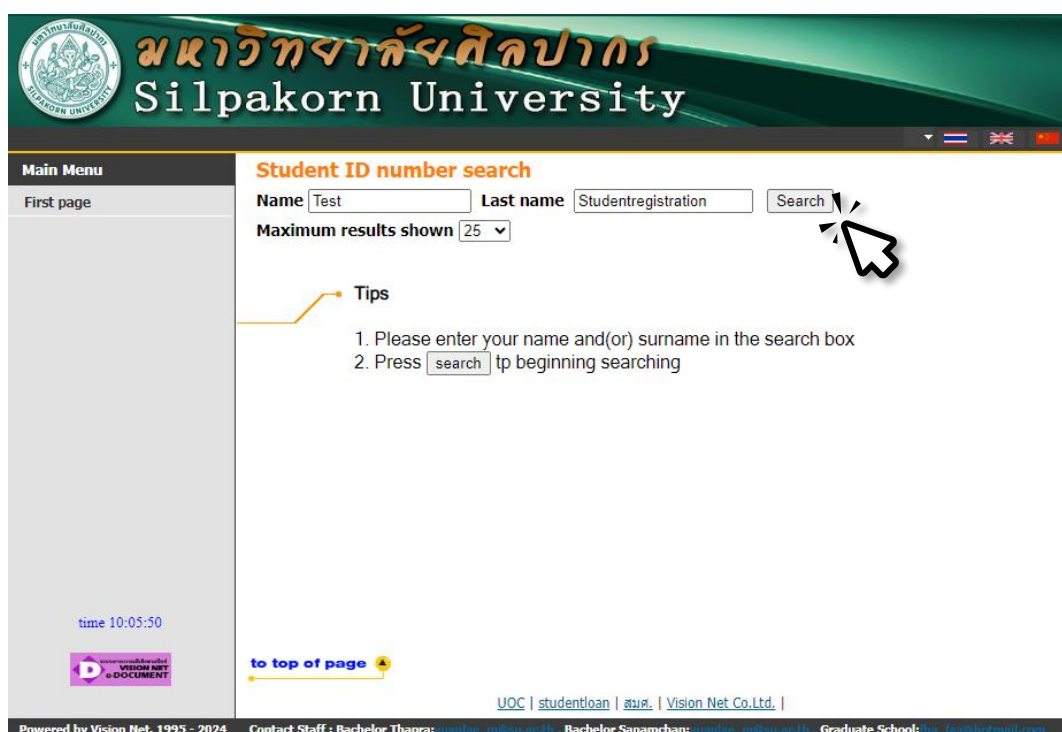 มหาวิทยาลัยศิลปากร
Silpakorn University
Main Menu
First page
Student ID number search
Name Test Last name Studentregistration Search
Maximum results shown 25
Tips
1. Please enter your name and(or) surname in the search box
2. Press search tp beginning searching
time 10:05:50
VISION NET
e-DOCUMENT
to top of page
UOC | studentloan | สมศ. | Vision Net Co.Ltd. |
Powered by Vision Net, 1995 - 2024 Contact Staff : Bachelor Thapra: Bachelor Sanamchan: Graduate School: